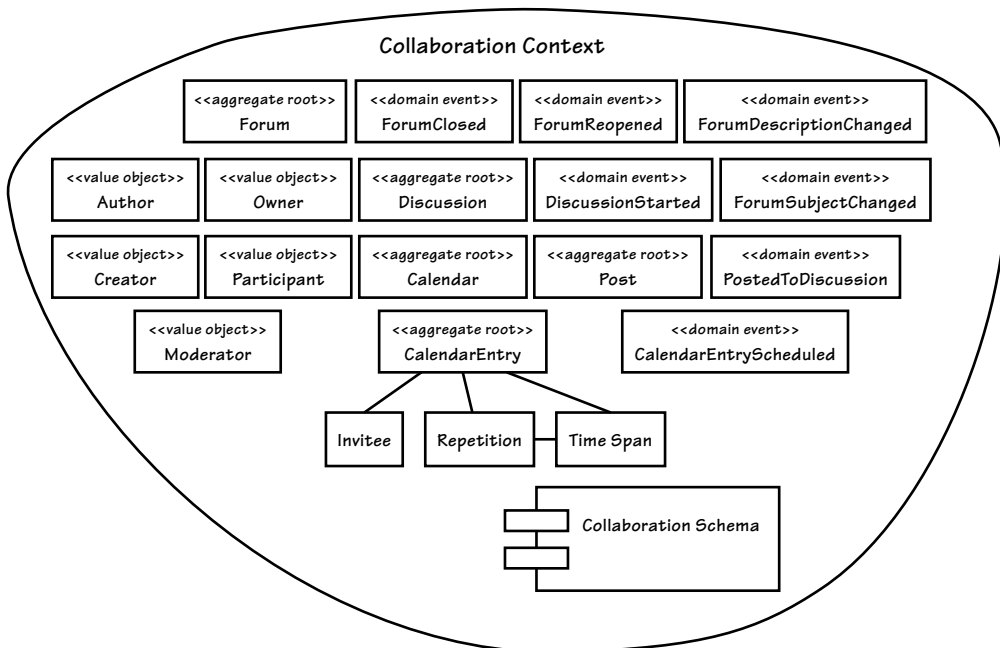 Collaboration Context
<<aggregate root>>
Forum
<<domain event>>
ForumClosed
<<domain event>>
ForumReopened
<<domain event>>
ForumDescriptionChanged
<<value object>>
Author
<<value object>>
Owner
<<aggregate root>>
Discussion
<<domain event>>
DiscussionStarted
<<domain event>>
ForumSubjectChanged
<<value object>>
Creator
<<value object>>
Participant
<<aggregate root>>
Calendar
<<aggregate root>>
Post
<<domain event>>
PostedToDiscussion
<<value object>>
Moderator
<<aggregate root>>
CalendarEntry
<<domain event>>
CalendarEntryScheduled
Invitee
Repetition
Time Span
Collaboration Schema